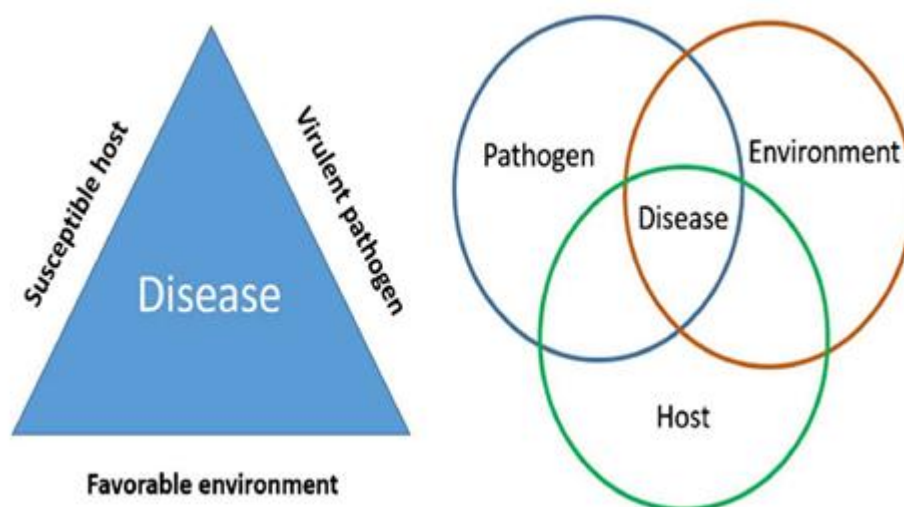 Susceptible host
Virulent pathogen
Disease
Favorable environment
Pathogen
Environment
Disease
Host